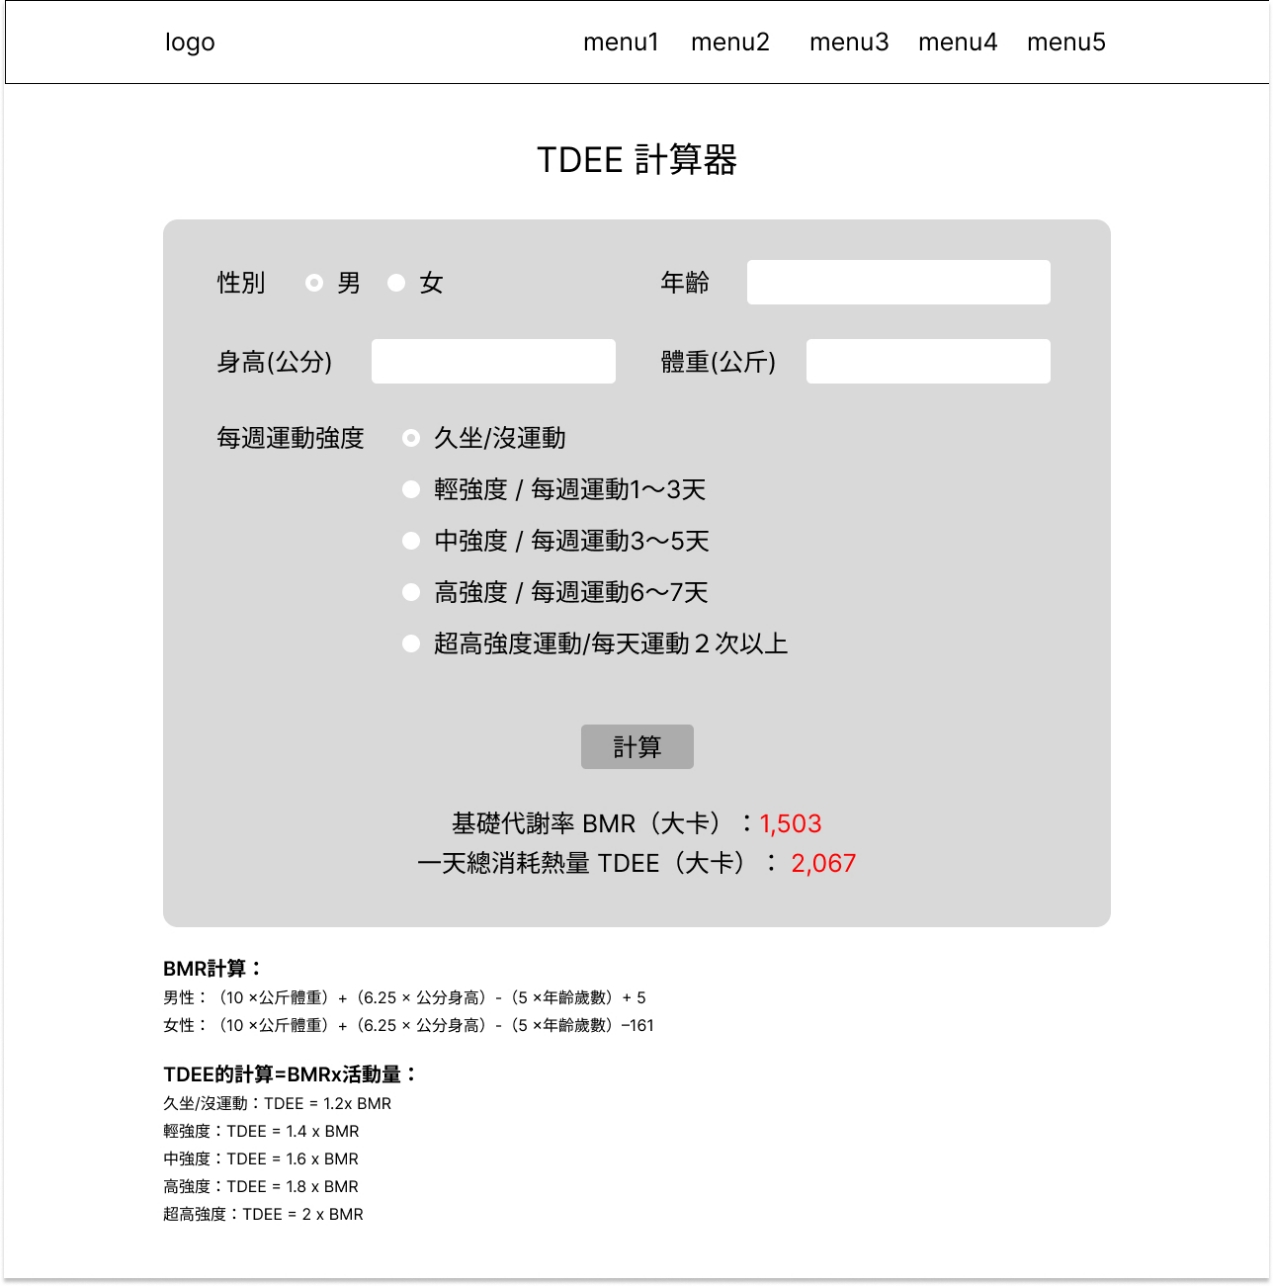 logo menu1 menu2 menu3 menu4 menu5
TDEE 計算器
性別 男 女 年齡
身高(公分) 體重(公斤)
每週運動強度 久坐/沒運動
輕強度 / 每週運動1～3天
中強度 / 每週運動3～5天
高強度 / 每週運動6～7天
超高強度運動/每天運動２次以上
計算
基礎代謝率 BMR（大卡）：1,503
一天總消耗熱量 TDEE（大卡）： 2,067
BMR計算：
男性：（10 ×公斤體重）+（6.25 × 公分身高）-（5 ×年齡歲數）+ 5
女性：（10 ×公斤體重）+（6.25 × 公分身高）-（5 ×年齡歲數）–161
TDEE的計算=BMRx活動量：
久坐/沒運動：TDEE = 1.2x BMR
輕強度：TDEE = 1.4 x BMR
中強度：TDEE = 1.6 x BMR
高強度：TDEE = 1.8 x BMR
超高強度：TDEE = 2 x BMR